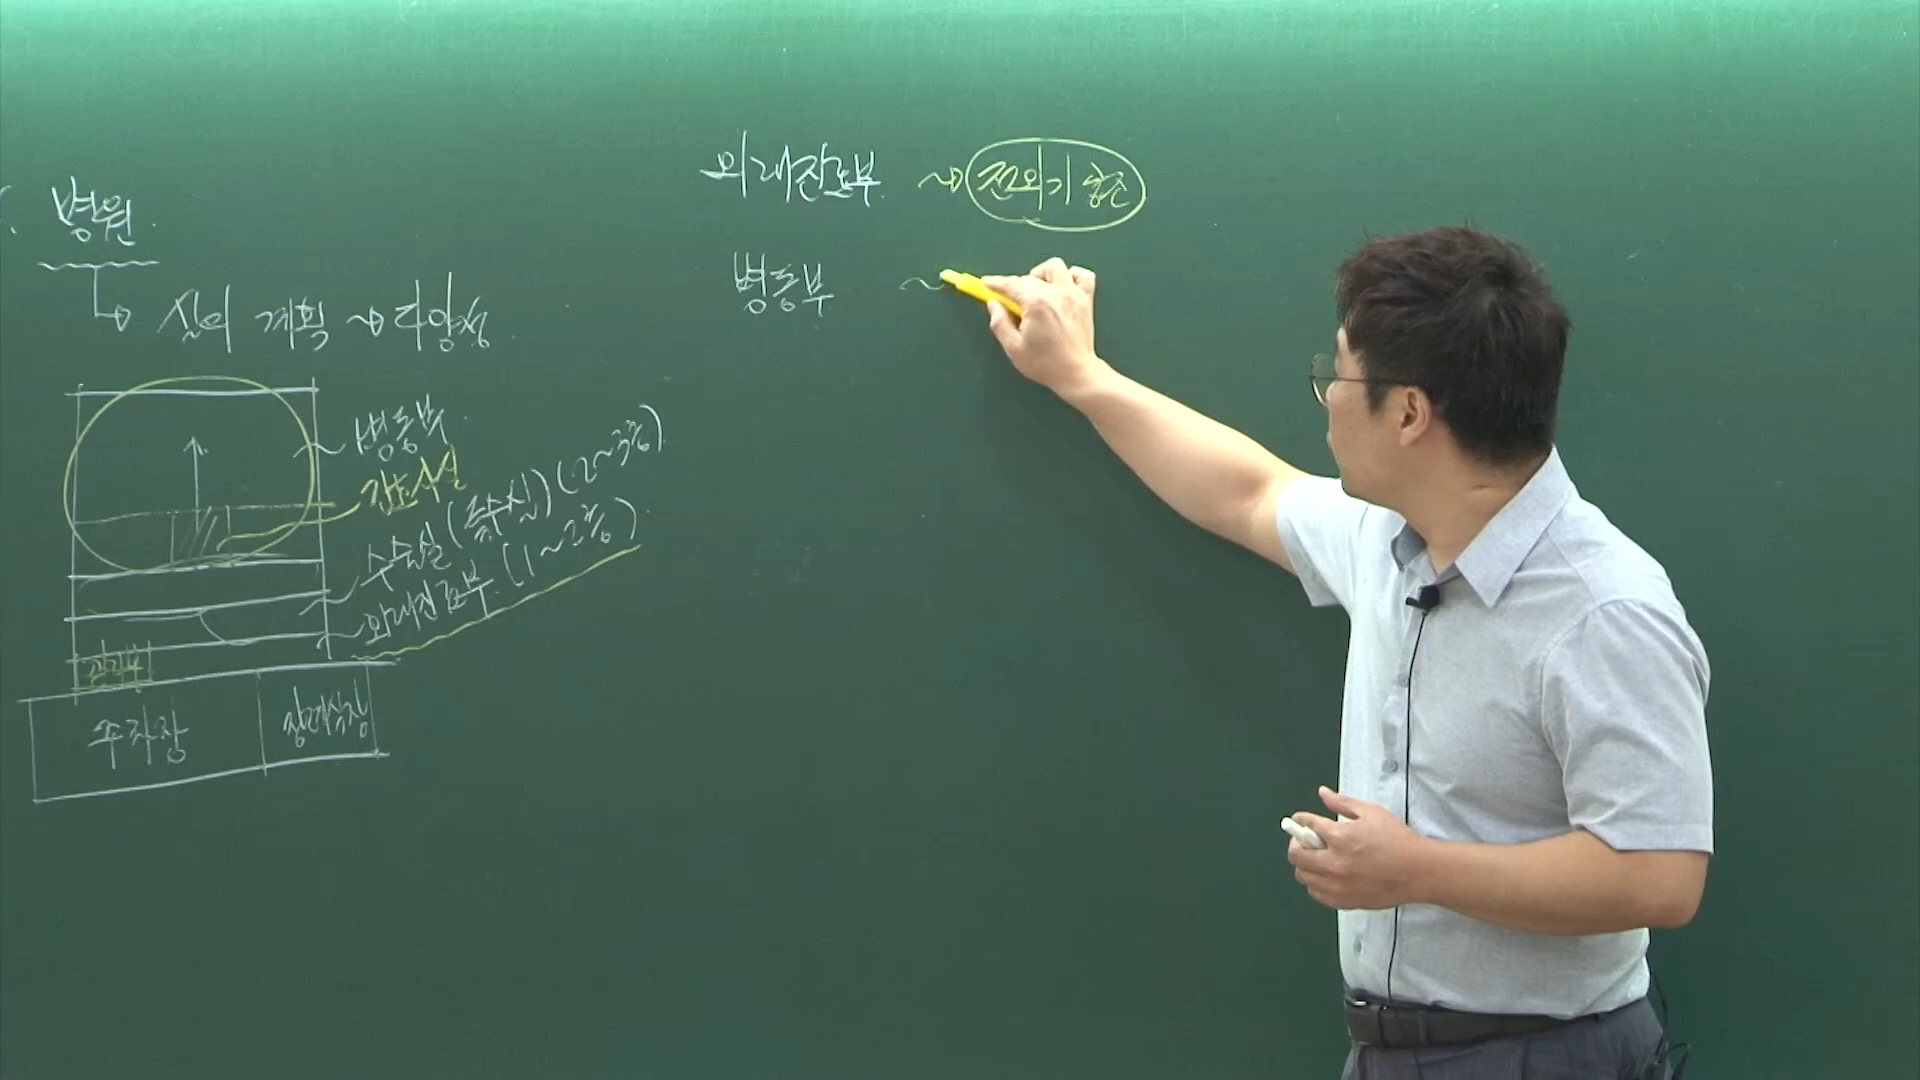 병원
실의 계획 → 다양성
병동부
간호사실
수술실 (중수실) (2~3층)
외래진료부 (1~2층)
관리부
주차장
장례식장
외래진료부 → 전외기
병동부